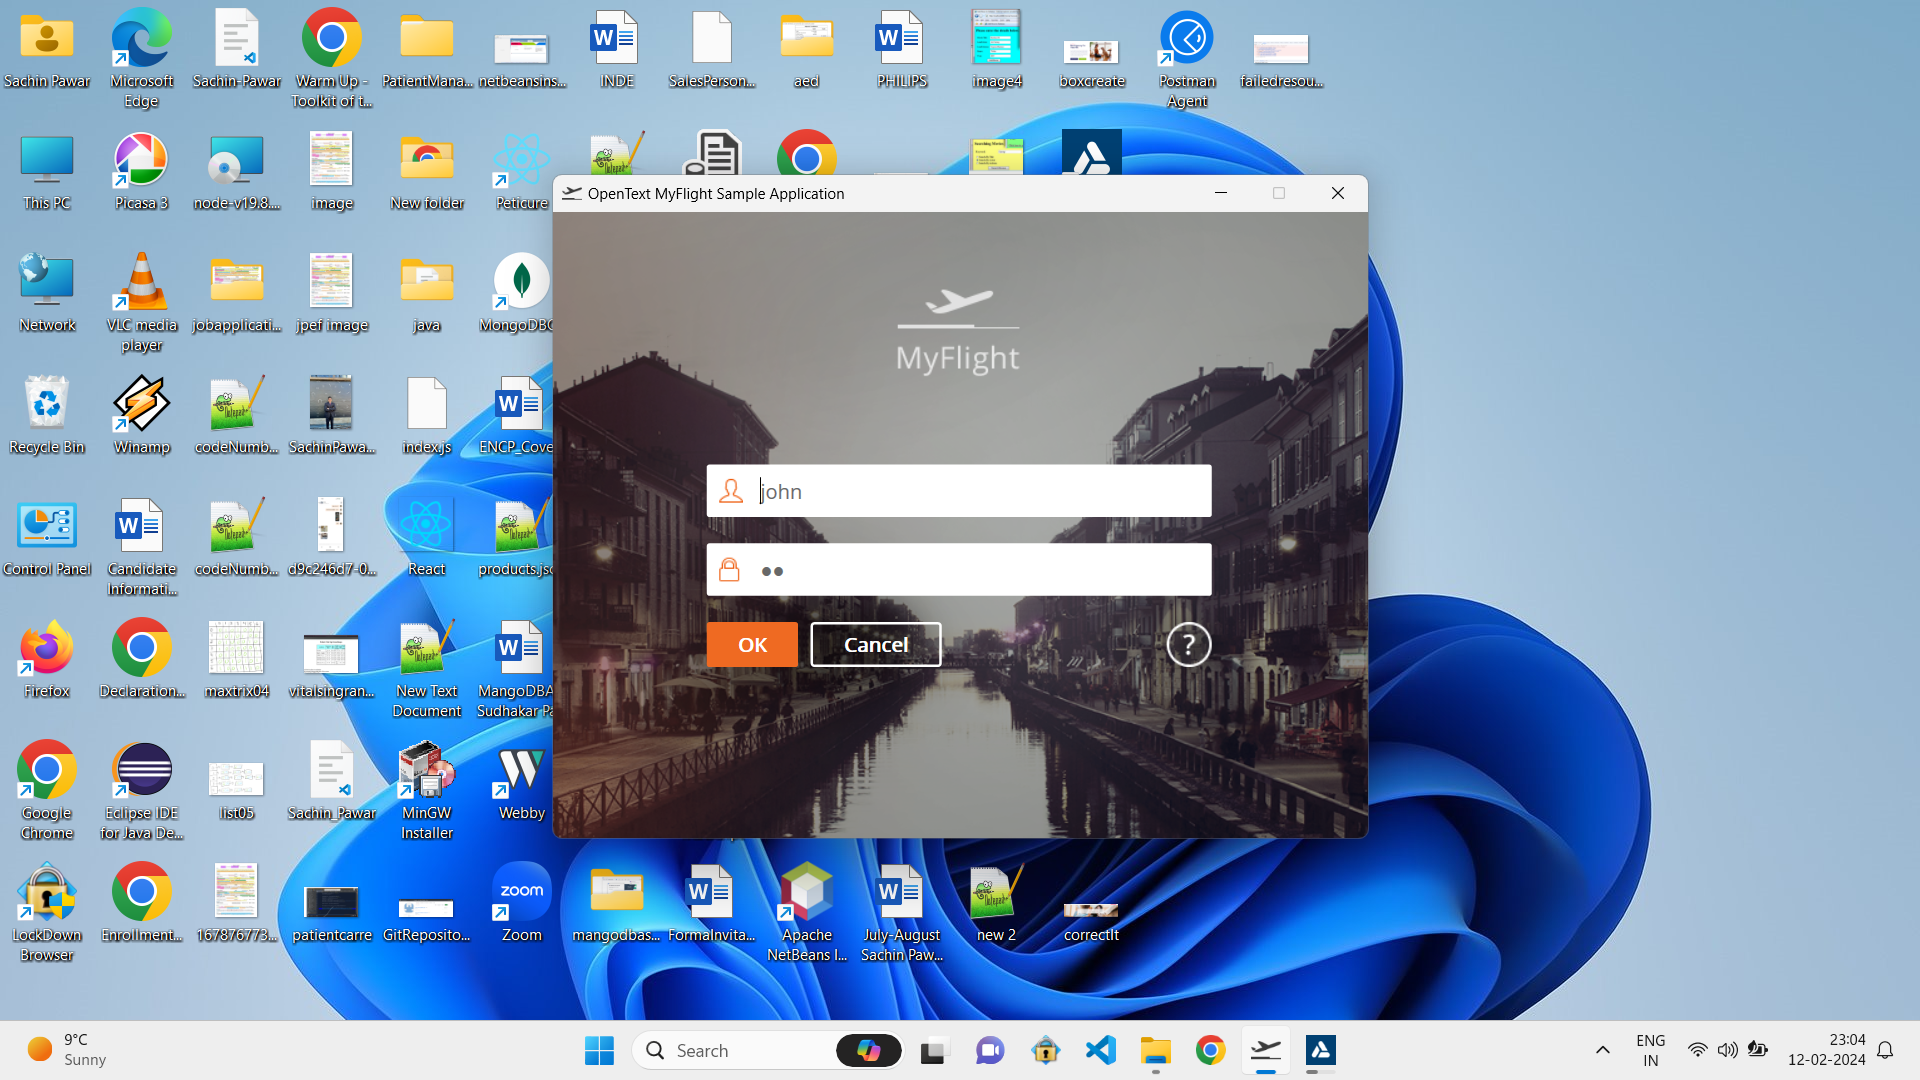 Sachin Pawar
Microsoft
Edge
Sachin-Pawar
Warm Up -
Toolkit of t...
PatientMana...
netbeansins...
INDE
SalesPerson...
aed
PHILIPS
image4
boxcreate
Postman
Agent
failedresou...
This PC
Picasa 3
node-v19.8....
image
New folder
Peticure
OpenText MyFlight Sample Application
Network
VLC media
player
jobapplicati...
jpef image
java
MongoDBC
MyFlight
Recycle Bin
Winamp
codeNumb...
SachinPawa...
index.js
ENCP_Cove
john
Control Panel
Candidate
Informati...
codeNumb...
d9c246d7-0...
React
products.jso
OK
Cancel
?
Firefox
Declaration...
maxtrix04
vitalsingran...
New Text
Document
MangoDBA
Sudhakar Pa
Google
Chrome
Eclipse IDE
for Java De...
list05
Sachin_Pawar
MinGW
Installer
Webby
zoom
LockDown
Browser
Enrollment...
167876773...
patientcarre
GitReposito...
Zoom
mangodbas...
FormaInvita...
Apache
NetBeans I...
July-August
Sachin Paw...
new 2
correctIt
9°C
Sunny
Search
ENG
IN
23:04
12-02-2024